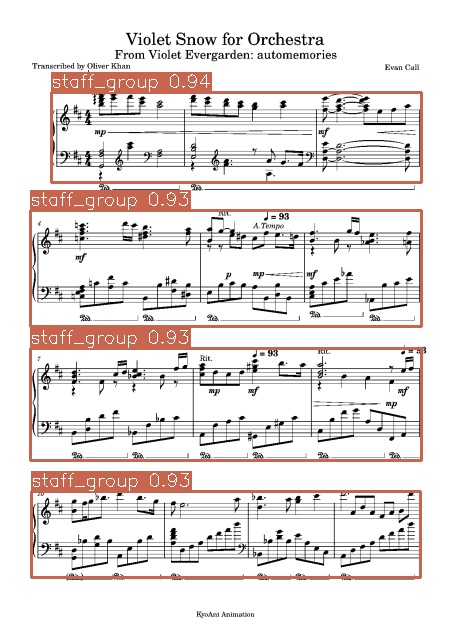 Violet Snow for Orchestra
From Violet Evergarden: automemories
Transcribed by Oliver Khan
Evan Call
staff_group 0.94
mp
mf
staff_group 0.93
4
Rit.
= 93
A.Tempo
mf
p
mp
mf
staff_group 0.93
7
Rit.
= 93
Rit.
mf
mp
mf
mp
mf
staff_group 0.93
10
KyoAni Animation